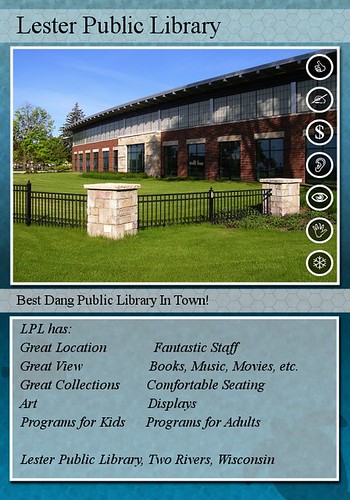 Lester Public Library
$
Best Dang Public Library In Town!
LPL has:
Great Location Fantastic Staff
Great View Books, Music, Movies, etc.
Great Collections Comfortable Seating
Art Displays
Programs for Kids Programs for Adults
Lester Public Library, Two Rivers, Wisconsin